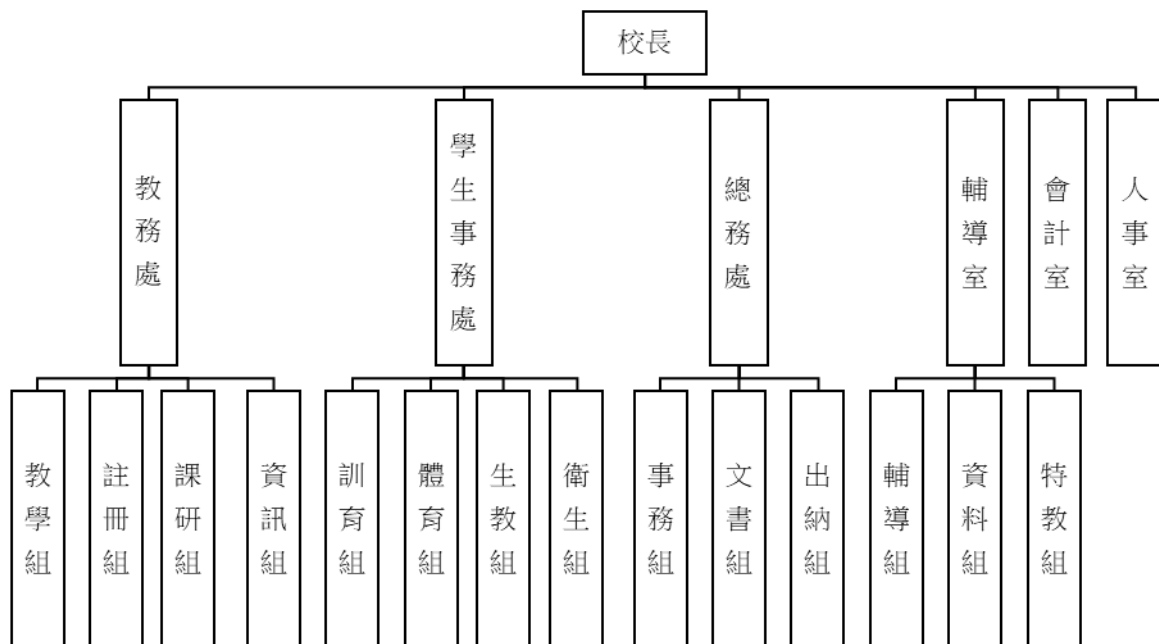 校長
教務處
學生事務處
總務處
輔導室
會計室
人事室
教學組
註冊組
課研組
資訊組
訓育組
體育組
生教組
衛生組
事務組
文書組
出納組
輔導組
資料組
特教組